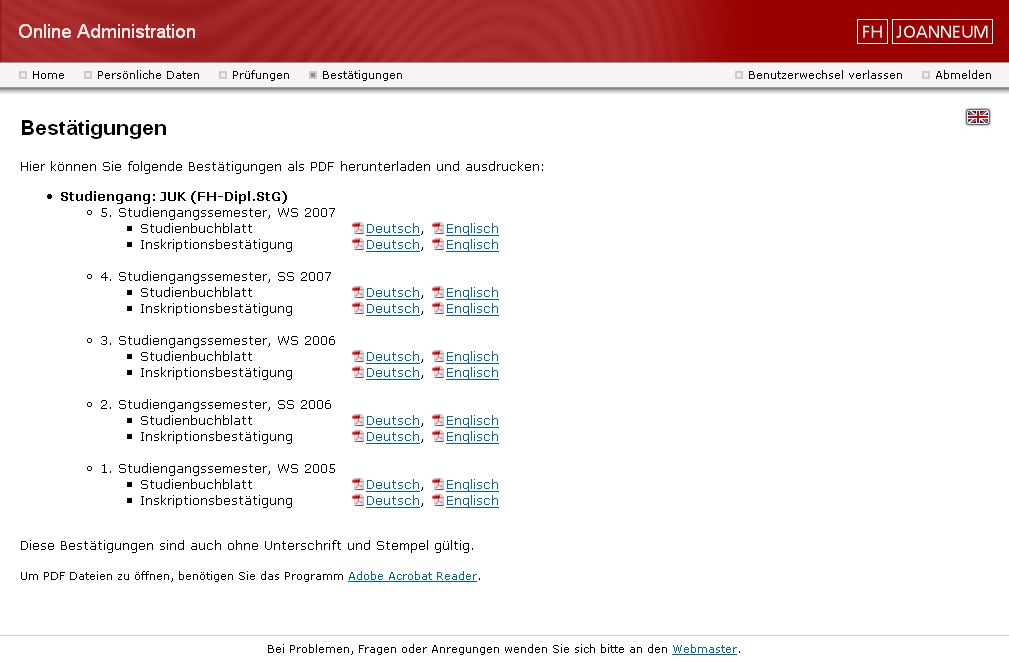 Online Administration
FH JOANNEUM
Home Persönliche Daten Prüfungen Bestätigungen Benutzerwechsel verlassen Abmelden
Bestätigungen
Hier können Sie folgende Bestätigungen als PDF herunterladen und ausdrucken:
Studiengang: JUK (FH-Dipl.StG)
5. Studiengangssemester, WS 2007
Studienbuchblatt Deutsch, Englisch
Inskriptionsbestätigung Deutsch, Englisch
4. Studiengangssemester, SS 2007
Studienbuchblatt Deutsch, Englisch
Inskriptionsbestätigung Deutsch, Englisch
3. Studiengangssemester, WS 2006
Studienbuchblatt Deutsch, Englisch
Inskriptionsbestätigung Deutsch, Englisch
2. Studiengangssemester, SS 2006
Studienbuchblatt Deutsch, Englisch
Inskriptionsbestätigung Deutsch, Englisch
1. Studiengangssemester, WS 2005
Studienbuchblatt Deutsch, Englisch
Inskriptionsbestätigung Deutsch, Englisch
Diese Bestätigungen sind auch ohne Unterschrift und Stempel gültig.
Um PDF Dateien zu öffnen, benötigen Sie das Programm Adobe Acrobat Reader.
Bei Problemen, Fragen oder Anregungen wenden Sie sich bitte an den Webmaster.